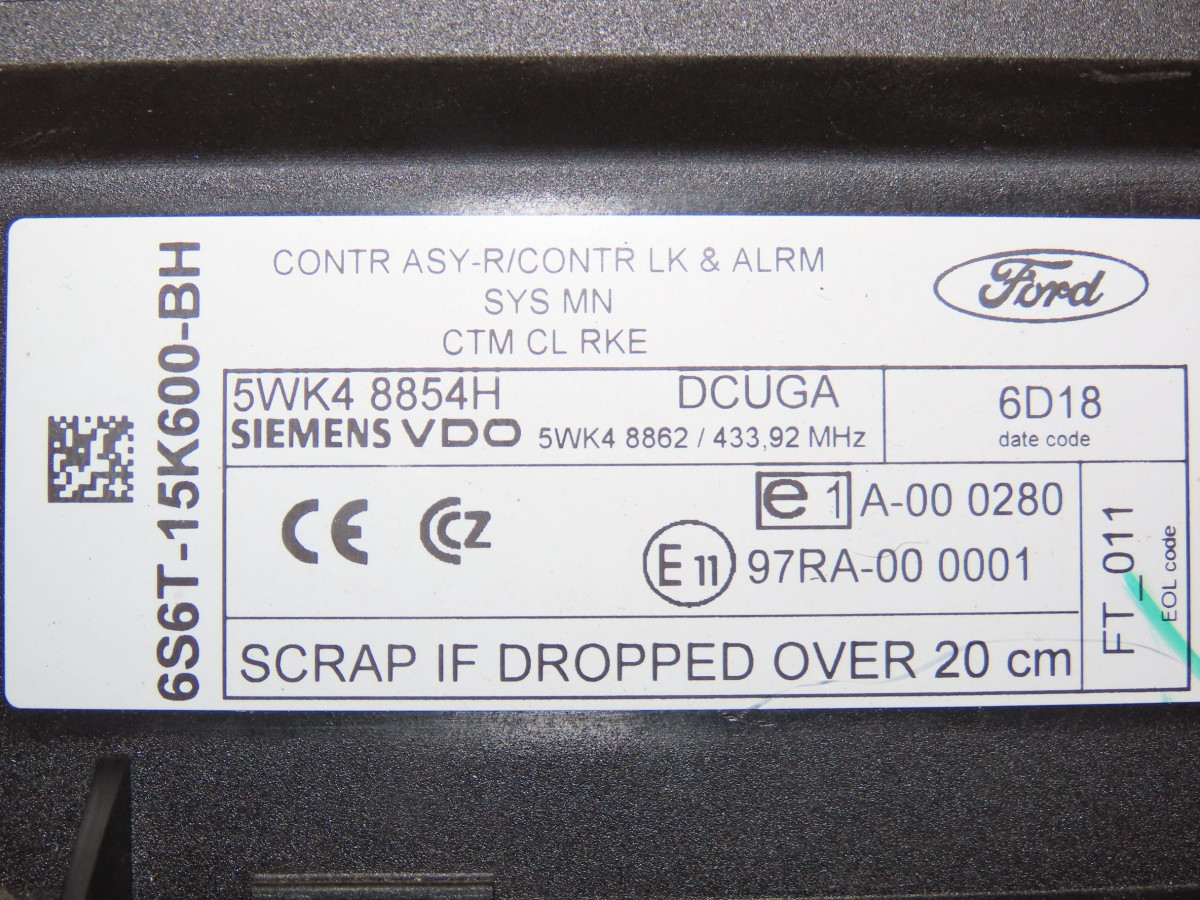 6S6T-15K600-BH
CONTR ASY-R/CONTR LK & ALRM
SYS MN
CTM CL RKE
Ford
5WK4 8854H DCUGA
SIEMENS VDO 5WK4 8862 / 433,92 MHz
6D18
date code
CE CCZ
e 1 A-00 0280
E 11 97RA-00 0001
SCRAP IF DROPPED OVER 20 cm
FT_011
EOL code